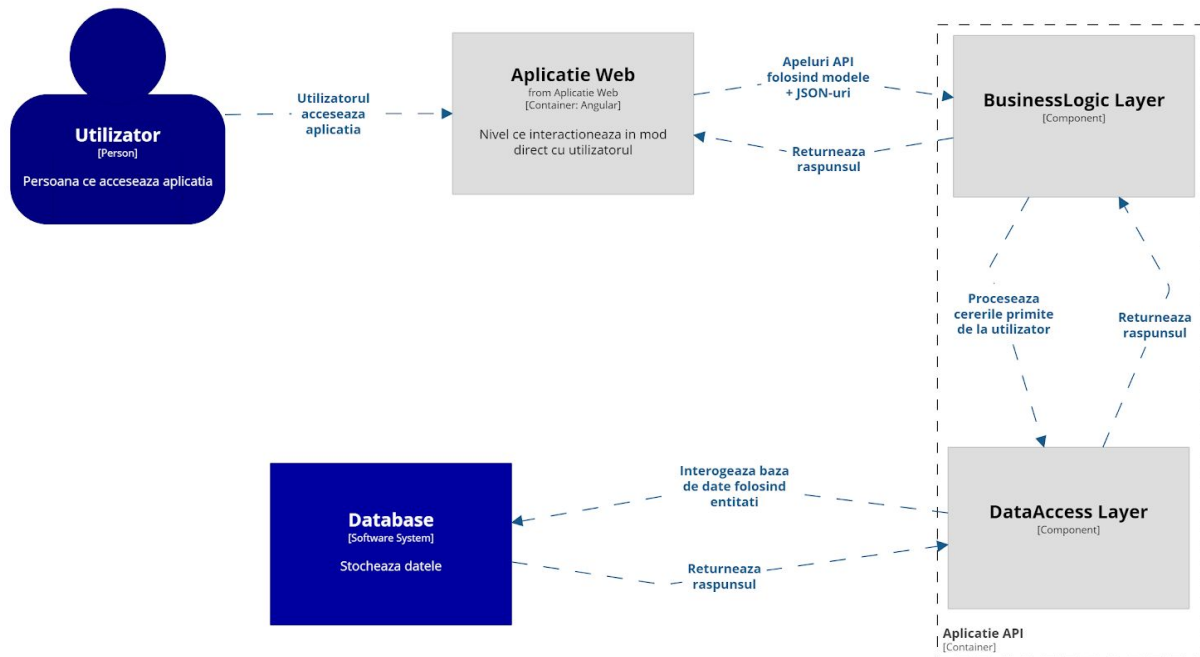 Utilizator
[Person]
Persoana ce acceseaza aplicatia
Utilizatorul
acceseaza
aplicatia
Aplicatie Web
from Aplicatie Web
[Container: Angular]
Nivel ce interactioneaza in mod
direct cu utilizatorul
Apeluri API
folosind modele
+ JSON-uri
Returneaza
raspunsul
BusinessLogic Layer
[Component]
Proceseaza
cererile primite
de la utilizator
Returneaza
raspunsul
Database
[Software System]
Stocheaza datele
Interogeaza baza
de date folosind
entitati
Returneaza
raspunsul
DataAccess Layer
[Component]
Aplicatie API
[Container]